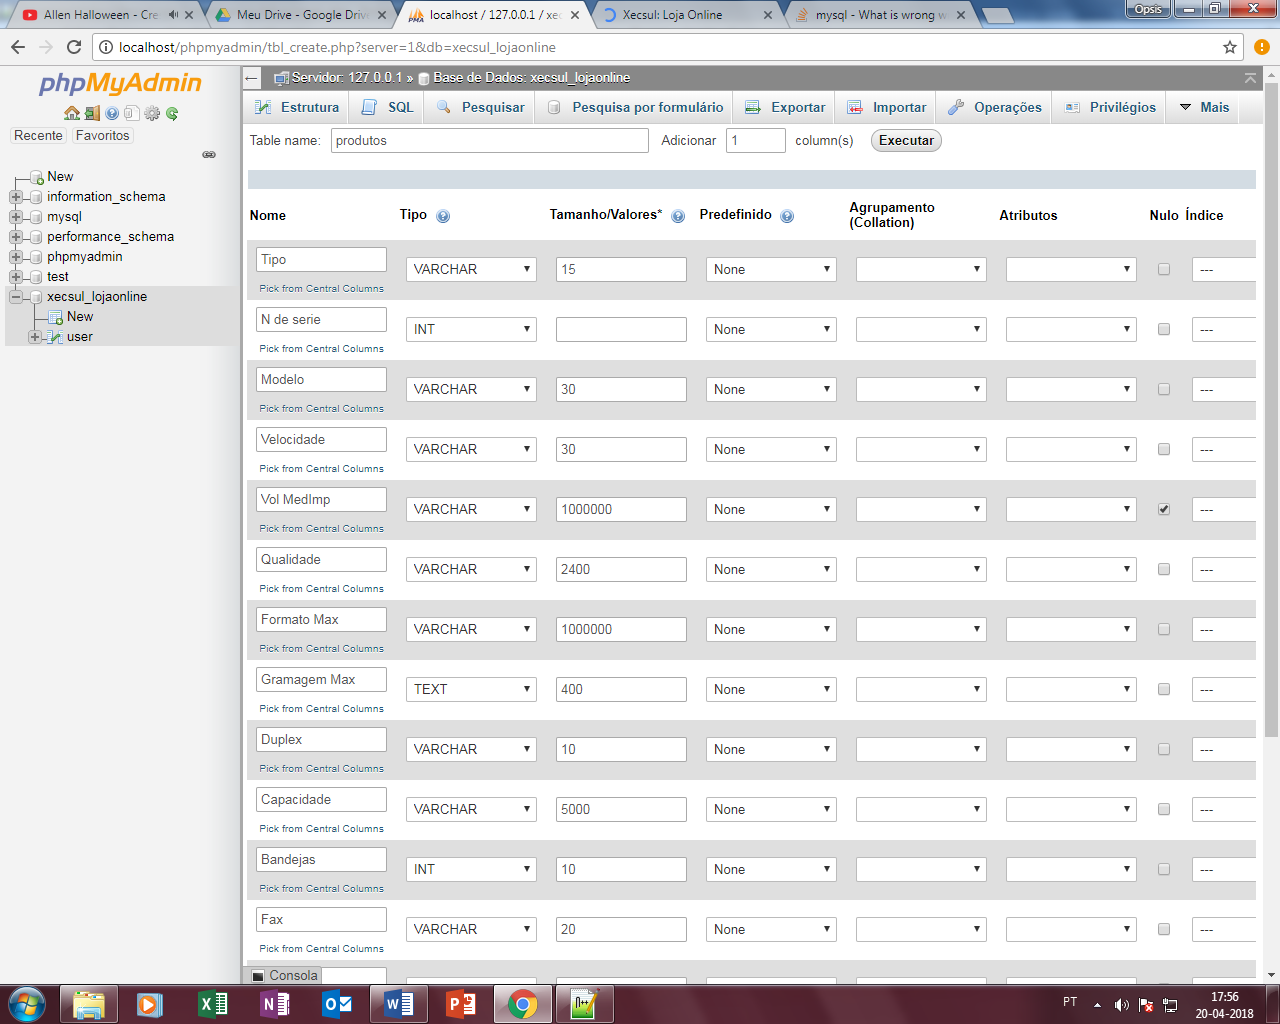 Allen Halloween - Cre
Meu Drive - Google Drive
localhost / 127.0.0.1 / xec
Xecsul: Loja Online
mysql - What is wrong w
Opsis
localhost/phpmyadmin/tbl_create.php?server=1&db=xecsul_lojaonline
phpMyAdmin
Recente
Favoritos
New
information_schema
mysql
performance_schema
phpmyadmin
test
xecsul_lojaonline
New
user
Servidor: 127.0.0.1 » Base de Dados: xecsul_lojaonline
Estrutura SQL Pesquisar Pesquisa por formulário Exportar Importar Operações Privilégios Mais
Table name: produtos Adicionar 1 column(s) Executar
Nome Tipo Tamanho/Valores* Predefinido Agrupamento (Collation) Atributos Nulo Índice
Tipo VARCHAR 15 None ---
Pick from Central Columns
N de serie INT None ---
Pick from Central Columns
Modelo VARCHAR 30 None ---
Pick from Central Columns
Velocidade VARCHAR 30 None ---
Pick from Central Columns
Vol MedImp VARCHAR 1000000 None ---
Pick from Central Columns
Qualidade VARCHAR 2400 None ---
Pick from Central Columns
Formato Max VARCHAR 1000000 None ---
Pick from Central Columns
Gramagem Max TEXT 400 None ---
Pick from Central Columns
Duplex VARCHAR 10 None ---
Pick from Central Columns
Capacidade VARCHAR 5000 None ---
Pick from Central Columns
Bandejas INT 10 None ---
Pick from Central Columns
Fax VARCHAR 20 None ---
Pick from Central Columns
Consola
PT
17:56
20-04-2018